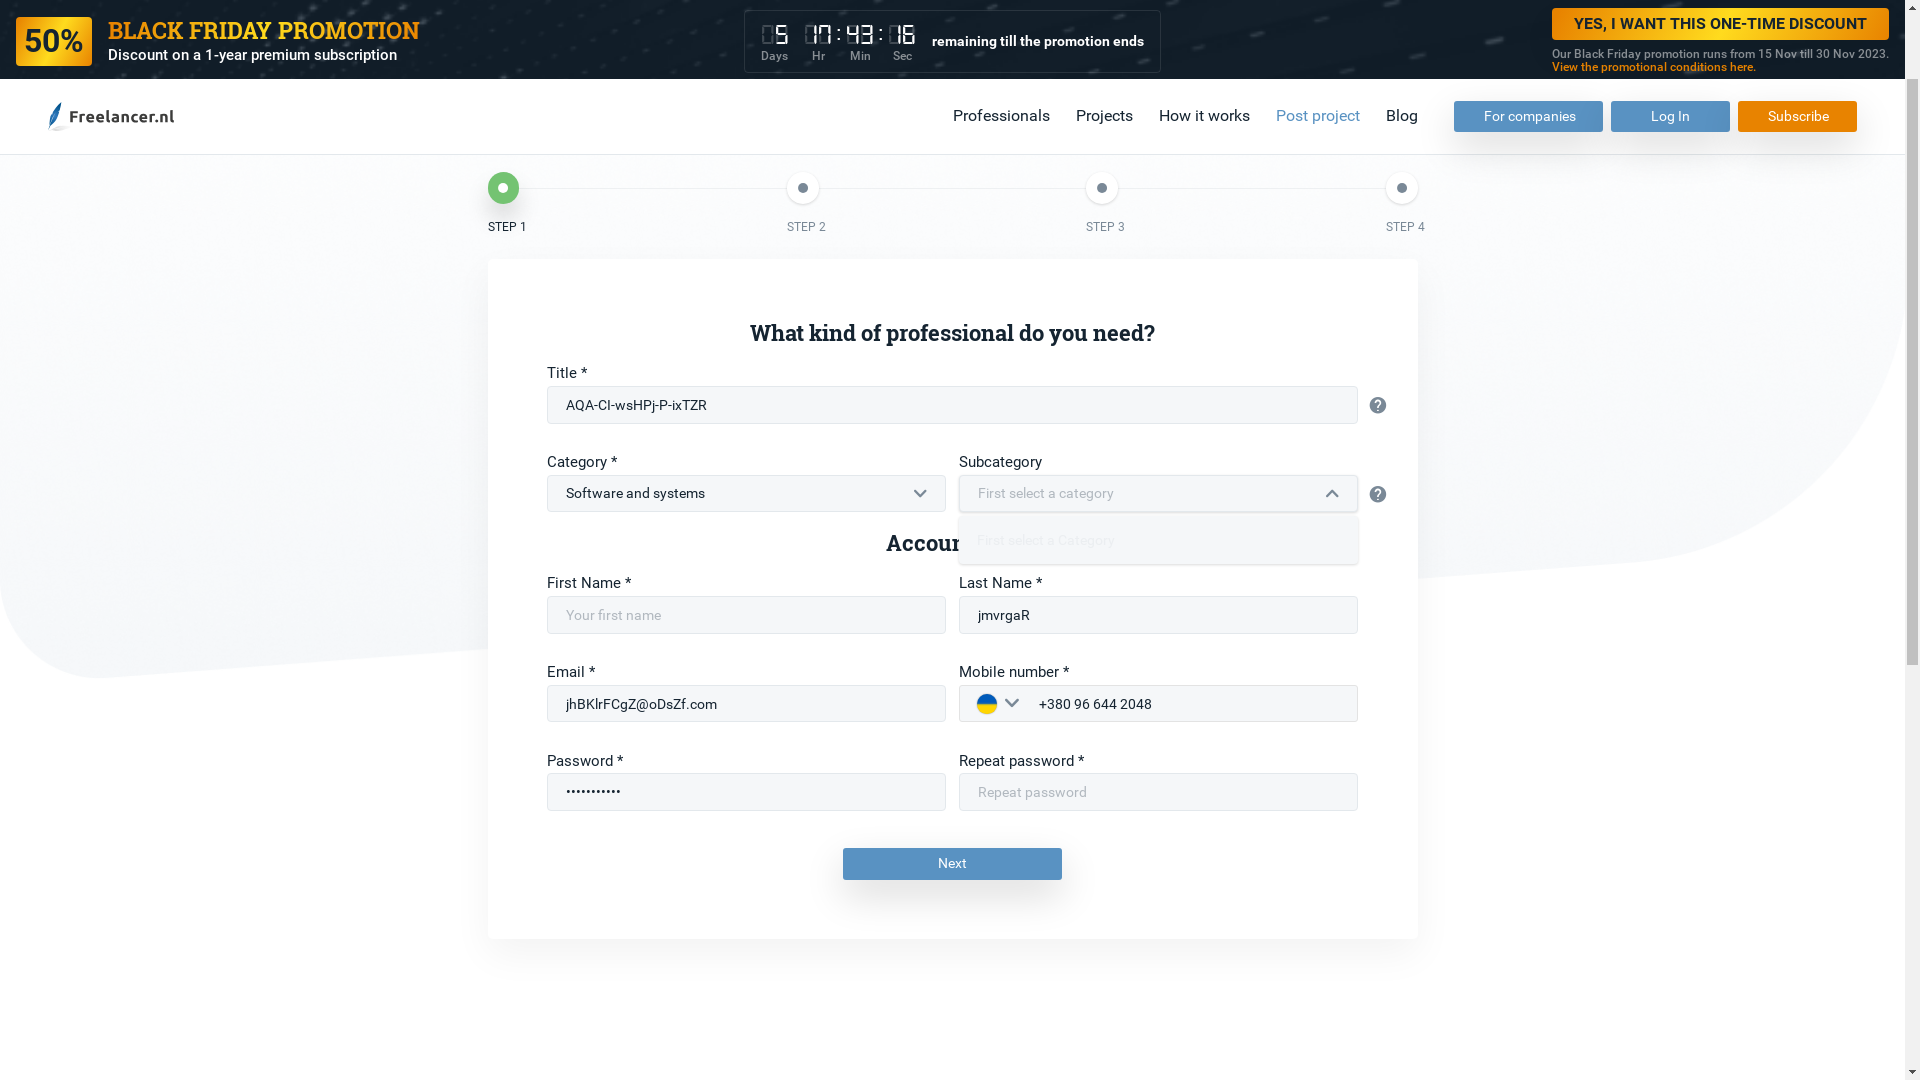 50%
BLACK FRIDAY PROMOTION
Discount on a 1-year premium subscription
5 17 : 43 : 16
Days Hr Min Sec
remaining till the promotion ends
YES, I WANT THIS ONE-TIME DISCOUNT
Our Black Friday promotion runs from 15 Nov till 30 Nov 2023.
View the promotional conditions here.
Freelancer.nl
Professionals Projects How it works Post project Blog For companies Log In Subscribe
STEP 1 STEP 2 STEP 3 STEP 4
What kind of professional do you need?
Title *
AQA-CI-wsHPj-P-ixTZR
Category * Subcategory
Software and systems First select a category
First select a Category
Accoun
First Name * Last Name *
Your first name jmvrgaR
Email * Mobile number *
jhBKlrFCgZ@oDsZf.com +380 96 644 2048
Password * Repeat password *
••••••••••• Repeat password
Next